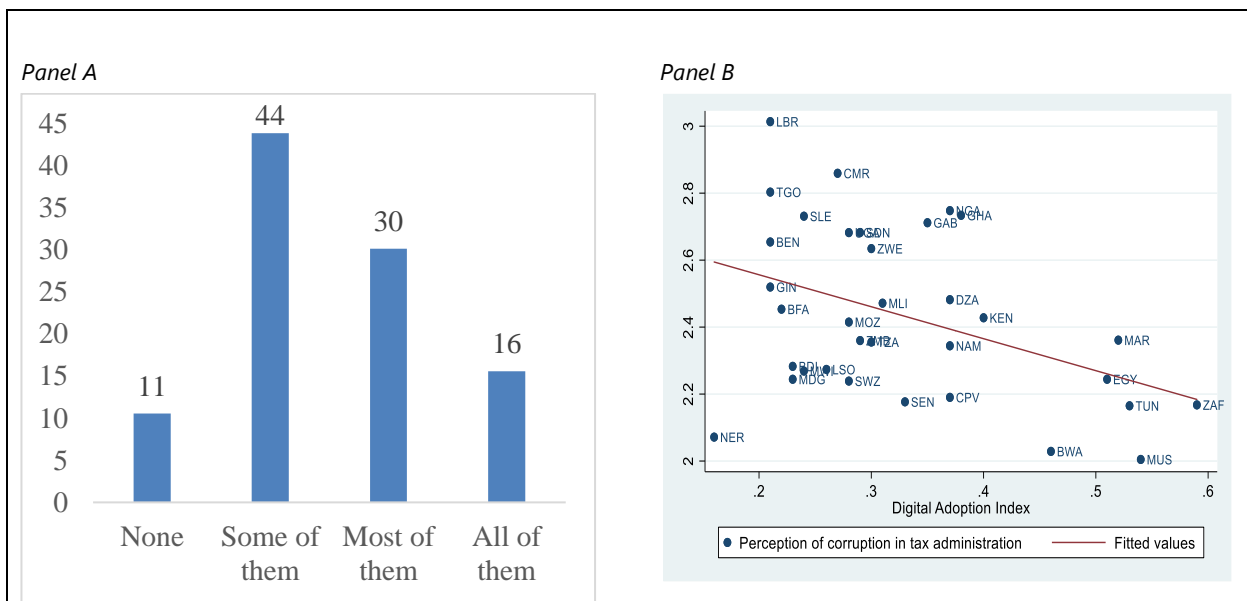 Panel A
45
40
35
30
25
20
15
10
5
0
11
44
30
16
None
Some of
them
Most of
them
All of
them
Panel B
3
2.8
2.6
2.4
2.2
2
LBR
CMR
TGO
SLE
NGA
GHA
GAB
BEN
ZWE
GIN
BFA
MLI
DZA
KEN
MOZ
TZA
NAM
MAR
BDI
LSO
MDG
SWZ
EGY
SEN
CPV
TUN
ZAF
NER
BWA
MUS
.2 .3 .4 .5 .6
Digital Adoption Index
Perception of corruption in tax administration Fitted values